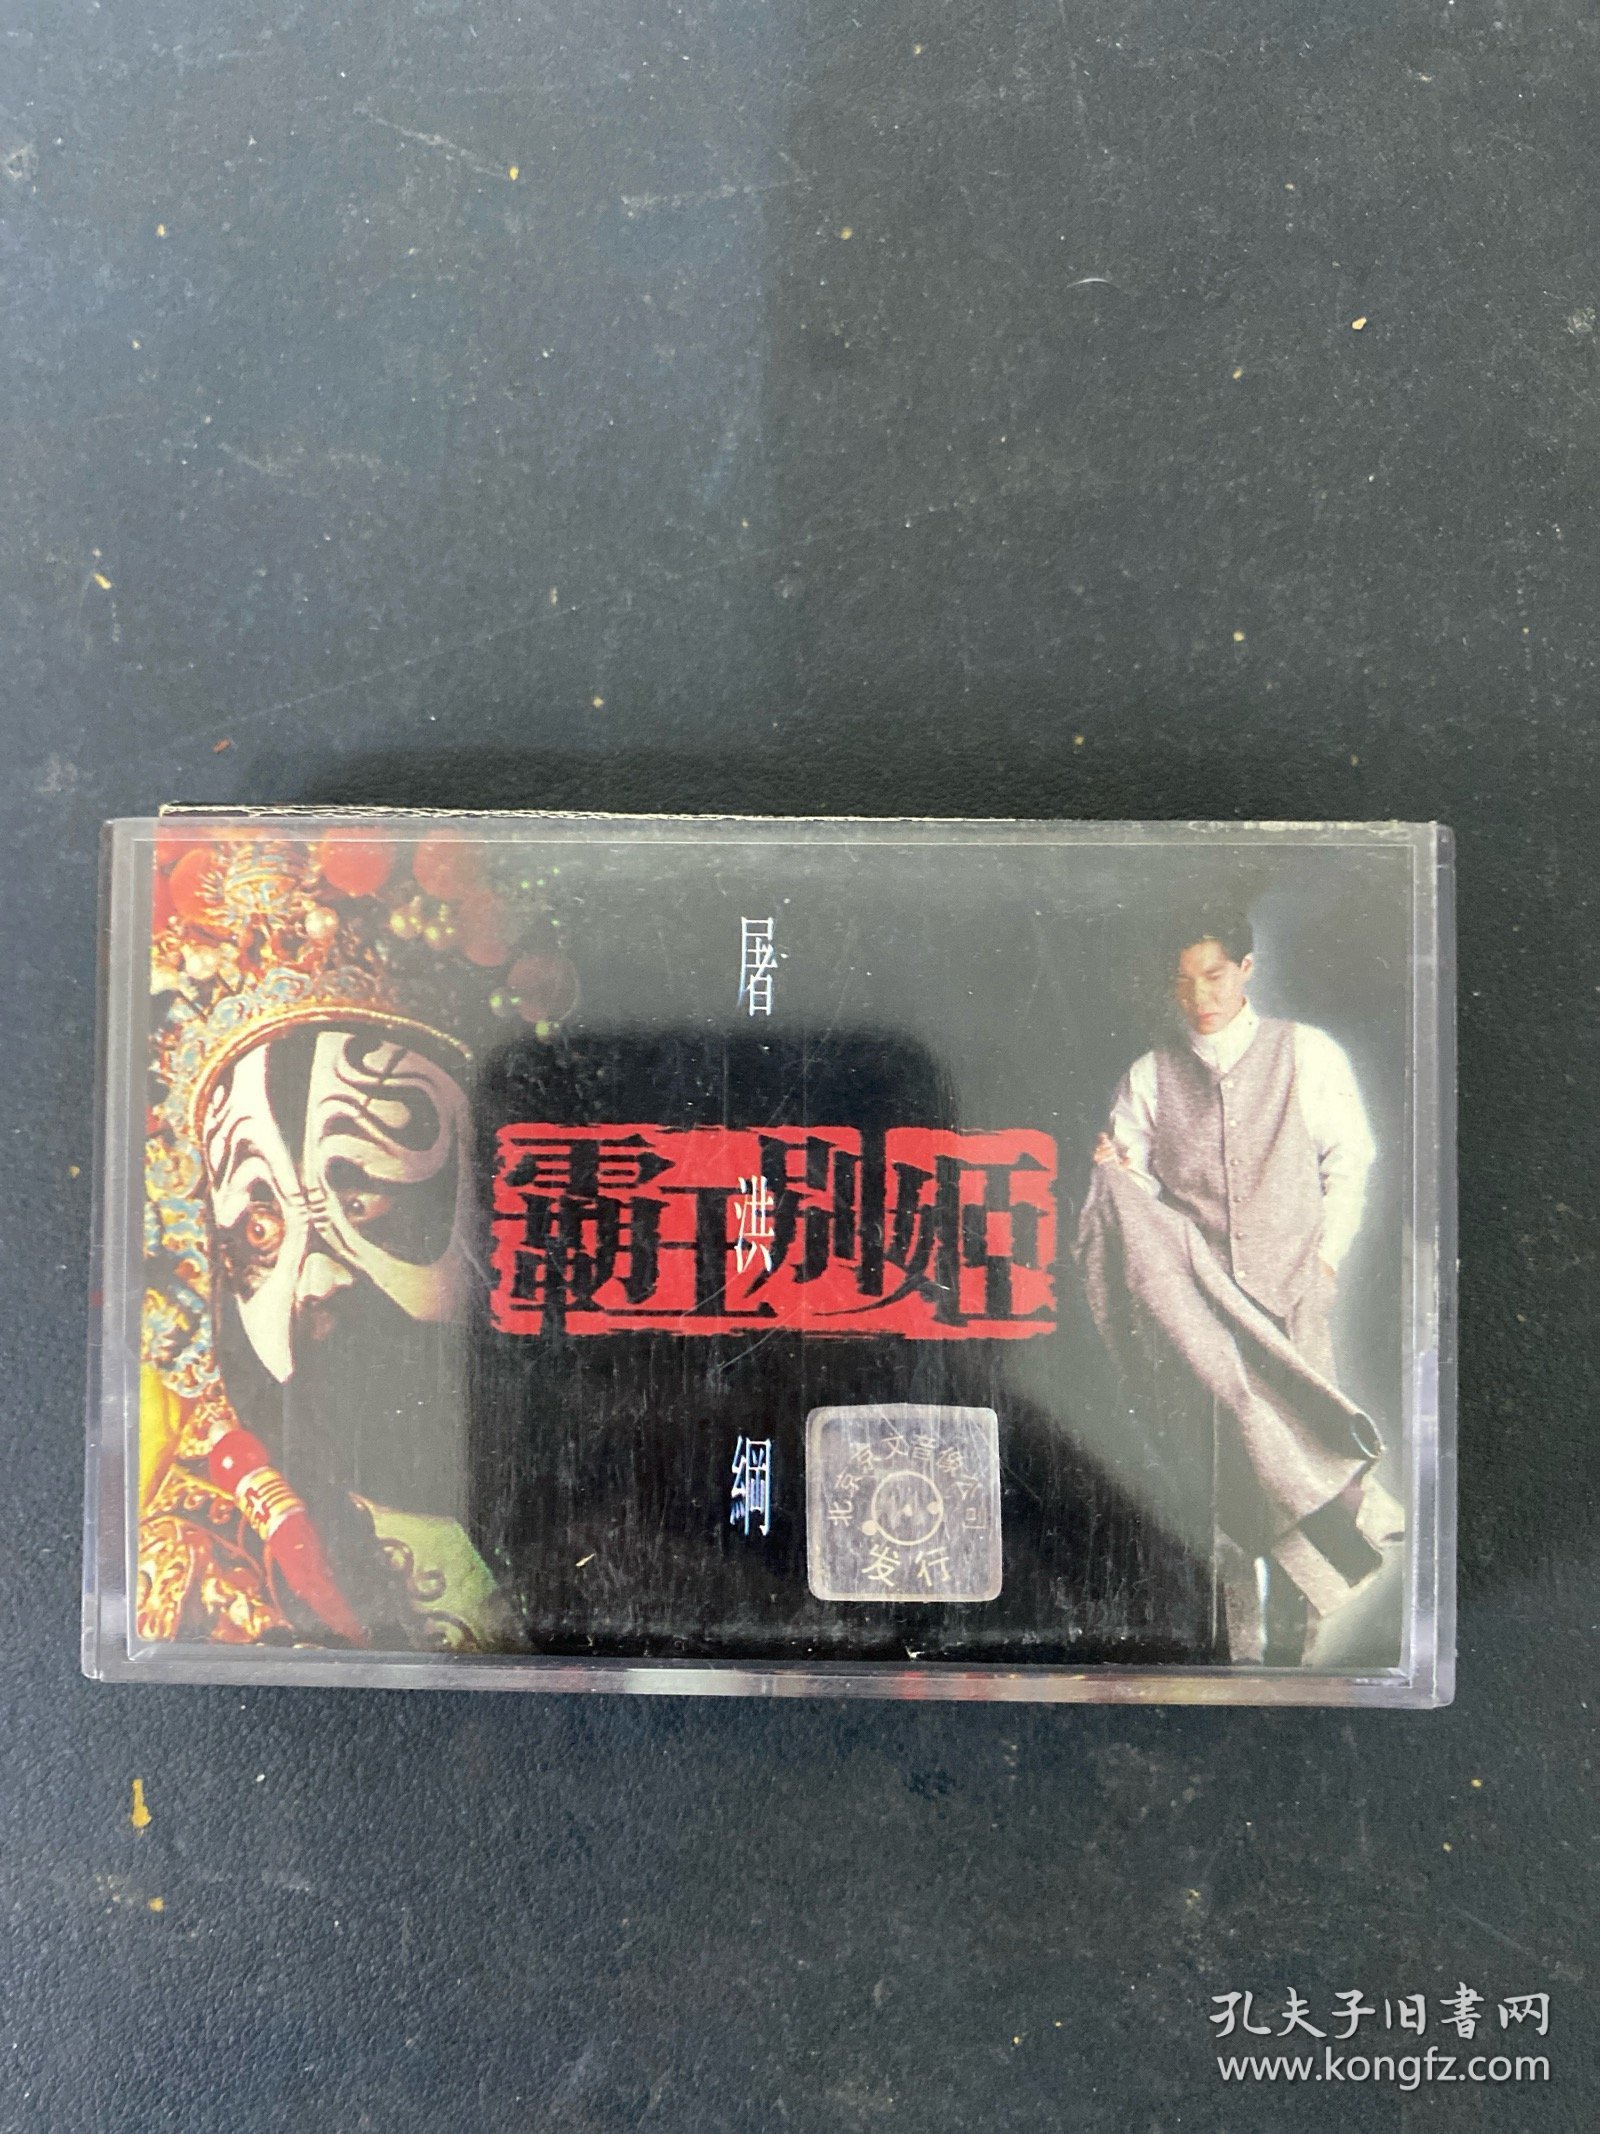 屠洪綱
霸王别姬
北京京文音像公司
发行
孔夫子旧书网
www.kongfz.com